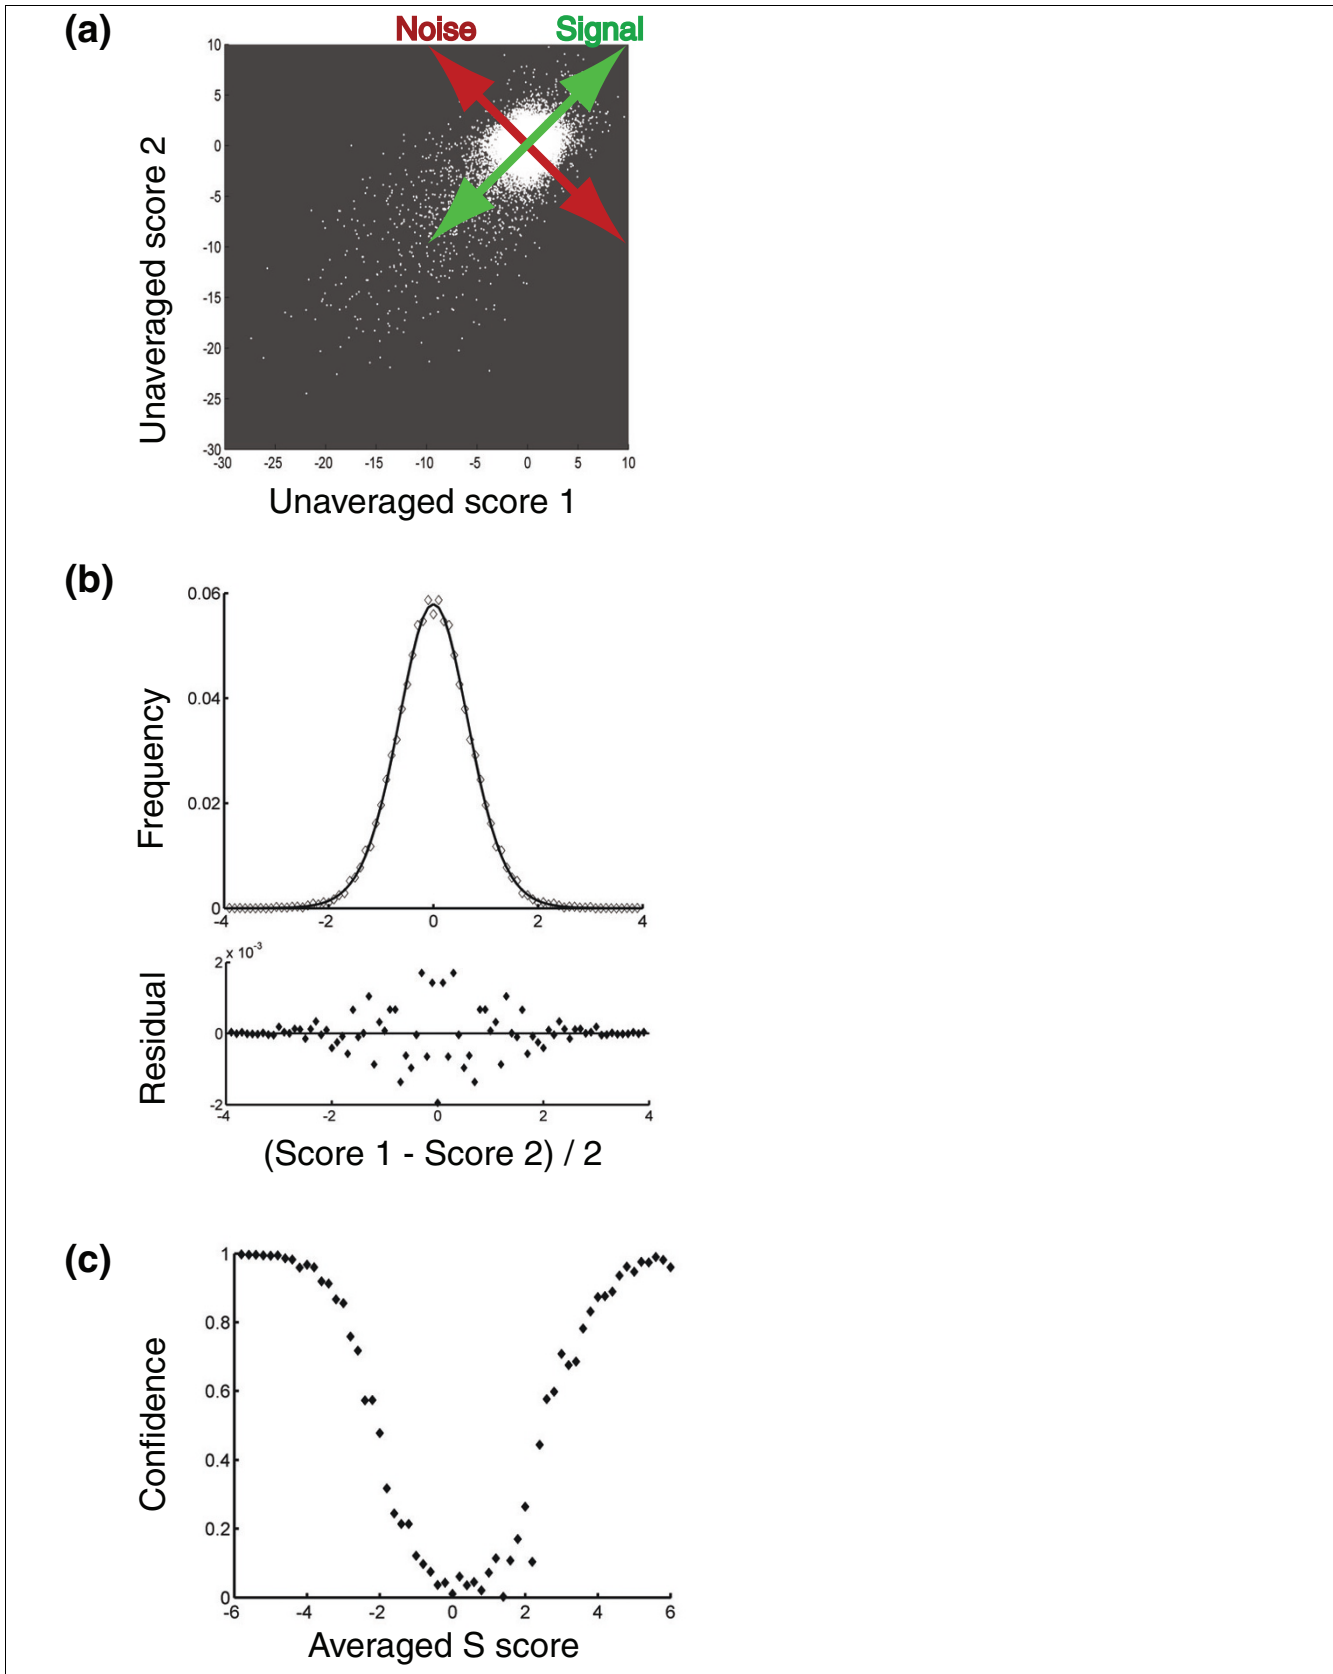 (a)
Noise Signal
10
5
0
-5
-10
-15
-20
-25
-30
-30 -25 -20 -15 -10 -5 0 5 10
Unaveraged score 2
Unaveraged score 1
(b)
0.06
0.04
0.02
0
-4 -2 0 2 4
Frequency
x 10-3
2
0
-2
-4 -2 0 2 4
Residual
(Score 1 - Score 2) / 2
(c)
1
0.8
0.6
0.4
0.2
0
-6 -4 -2 0 2 4 6
Confidence
Averaged S score